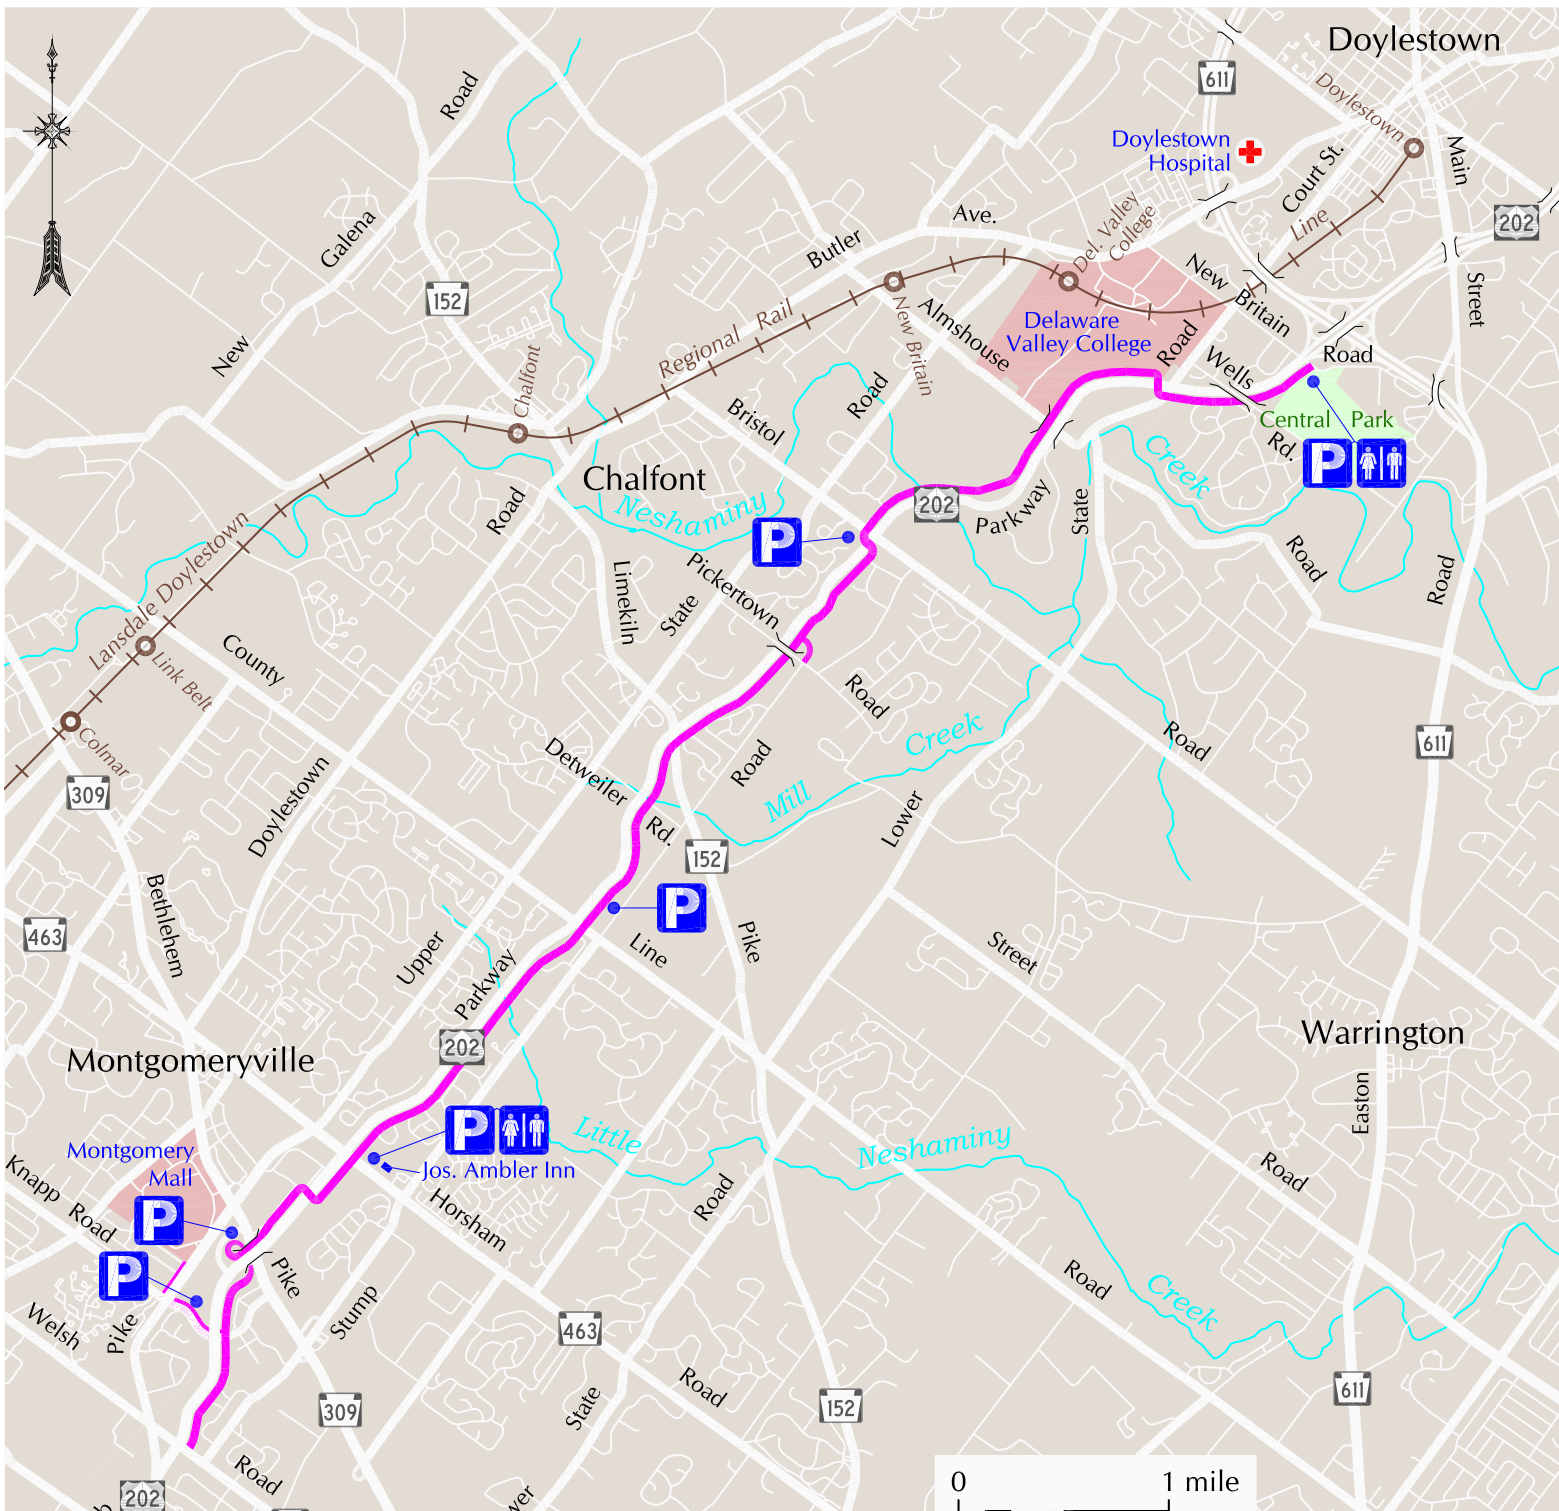 Doylestown
Road
611
Doylestown
Doylestown
Hospital
Court St.
Main
Galena
Ave.
Del. Valley
College
Line
202
Butler
152
New
Britain
Street
Almshouse
Delaware
Valley College
Road
New
Regional Rail
New Britain
Wells
Road
Chalfont
Bristol
Road
Central Park
Rd.
P
Chalfont
Creek
Neshaminy
202
Parkway
State
Road
P
Lansdale Doylestown
Limekiln
Pickertown
State
Road
Road
County
Link Belt
Colmar
Road
Creek
Road
611
Detweiler
Road
Mill
309
Doylestown
Rd.
Lower
152
Bethlehem
P
463
Upper
Line
Pike
Street
Parkway
Warrington
202
Montgomeryville
Easton
P
Little
Neshaminy
Montgomery
Mall
Jos. Ambler Inn
Knapp Road
Horsham
Road
Road
P
P
Pike
Road
Creek
Welsh
Pike
Stump
463
Road
611
State
152
309
Road
202
0
1 mile